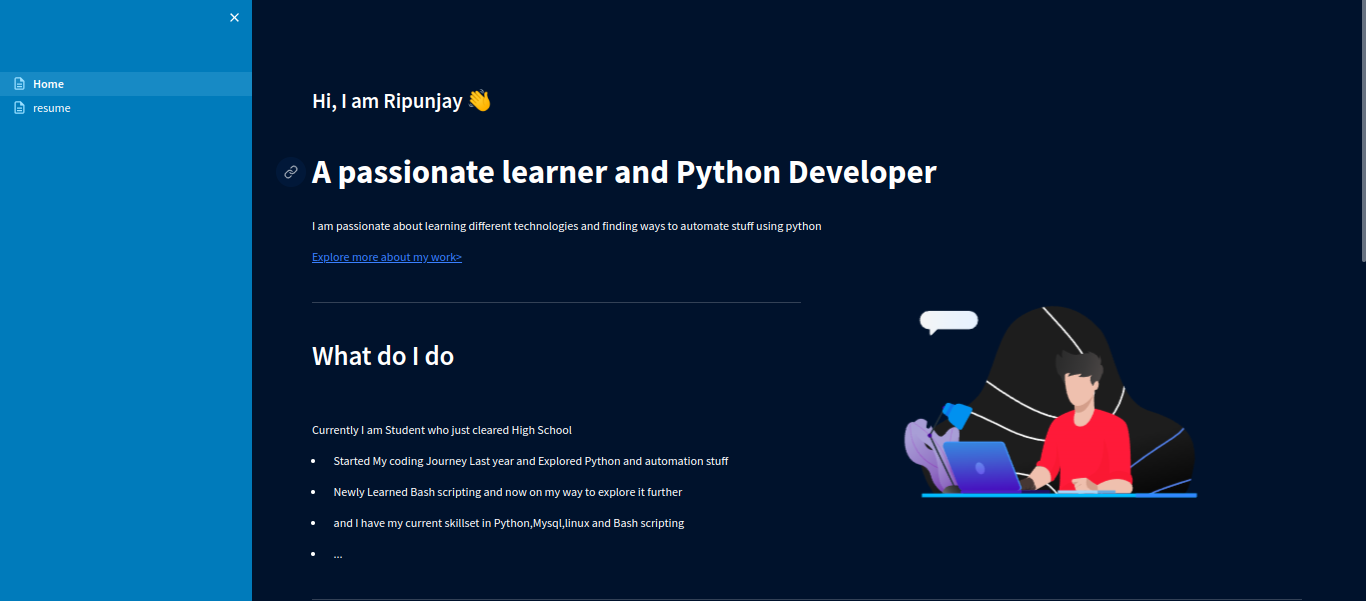 Home
resume
Hi, I am Ripunjay 👋
A passionate learner and Python Developer
I am passionate about learning different technologies and finding ways to automate stuff using python
Explore more about my work>
What do I do
Currently I am Student who just cleared High School
• Started My coding Journey Last year and Explored Python and automation stuff
• Newly Learned Bash scripting and now on my way to explore it further
• and I have my current skillset in Python,Mysql,linux and Bash scripting
• ...